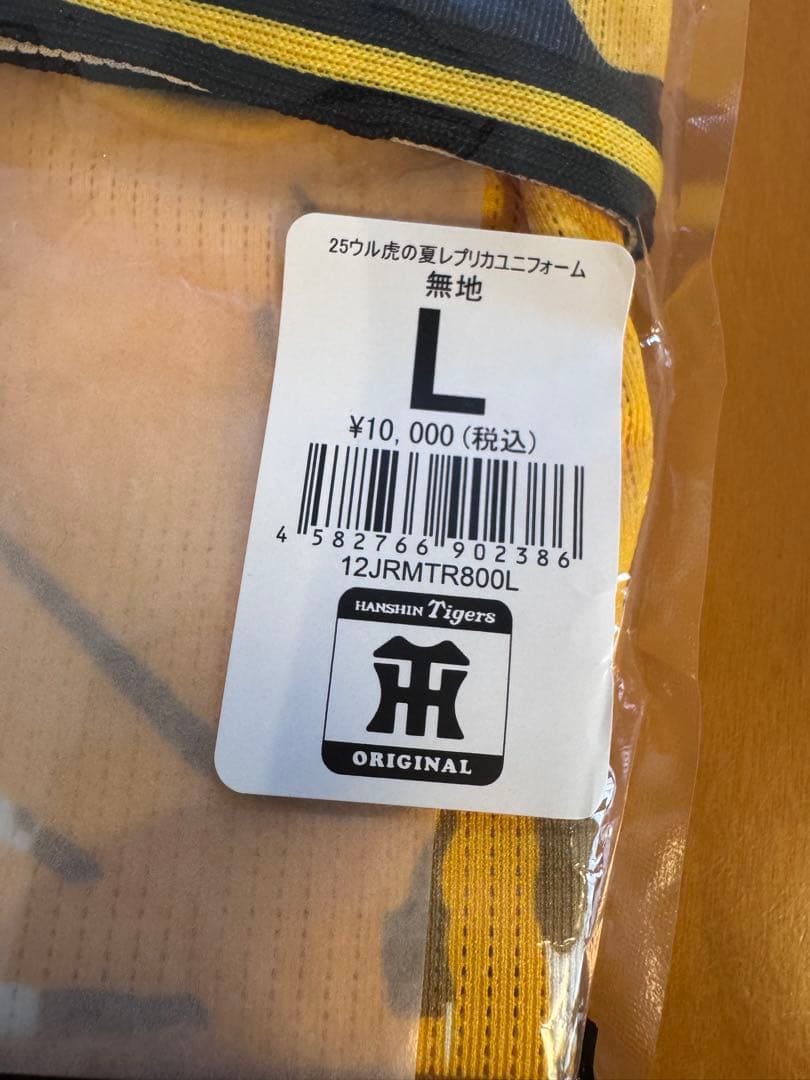 25ウル虎の夏レプリカユニフォーム
無地
L
¥10,000(税込)
4 582766 902386
12JRMTR800L
HANSHIN Tigers
TH
ORIGINAL